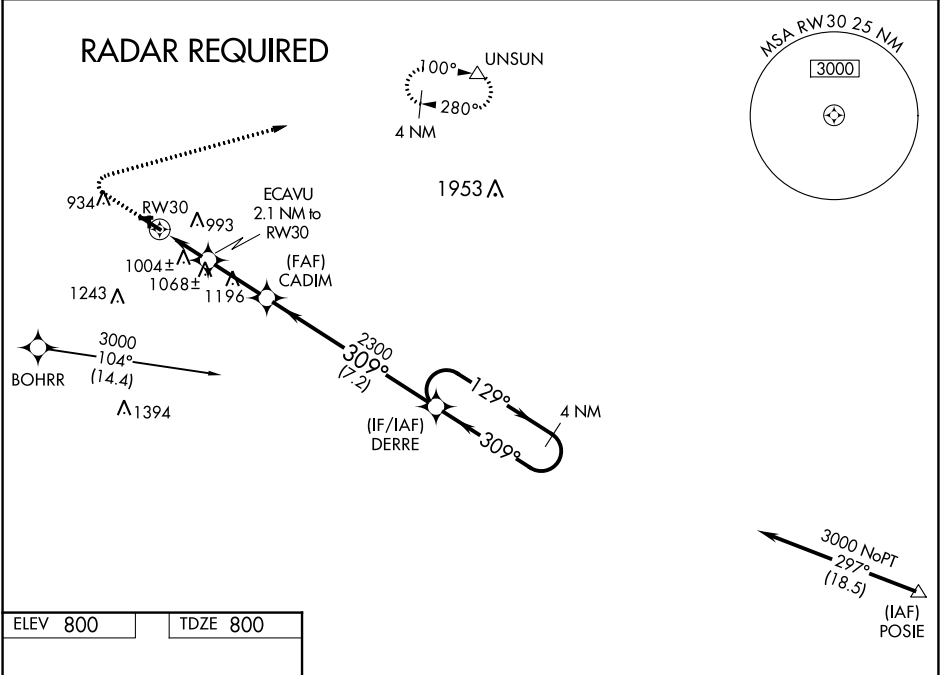 RADAR REQUIRED
MSA RW30 25 NM
3000
UNSUN
100°
280°
4 NM
1953
934
RW30
993
ECAVU
2.1 NM to
RW30
1004±
1068±
1196
(FAF)
CADIM
1243
3000
104°
(14.4)
BOHRR
1394
2300
309°
(7.2)
129°
4 NM
309°
(IF/IAF)
DERRE
3000 NoPT
297°
(18.5)
(IAF)
POSIE
ELEV 800
TDZE 800